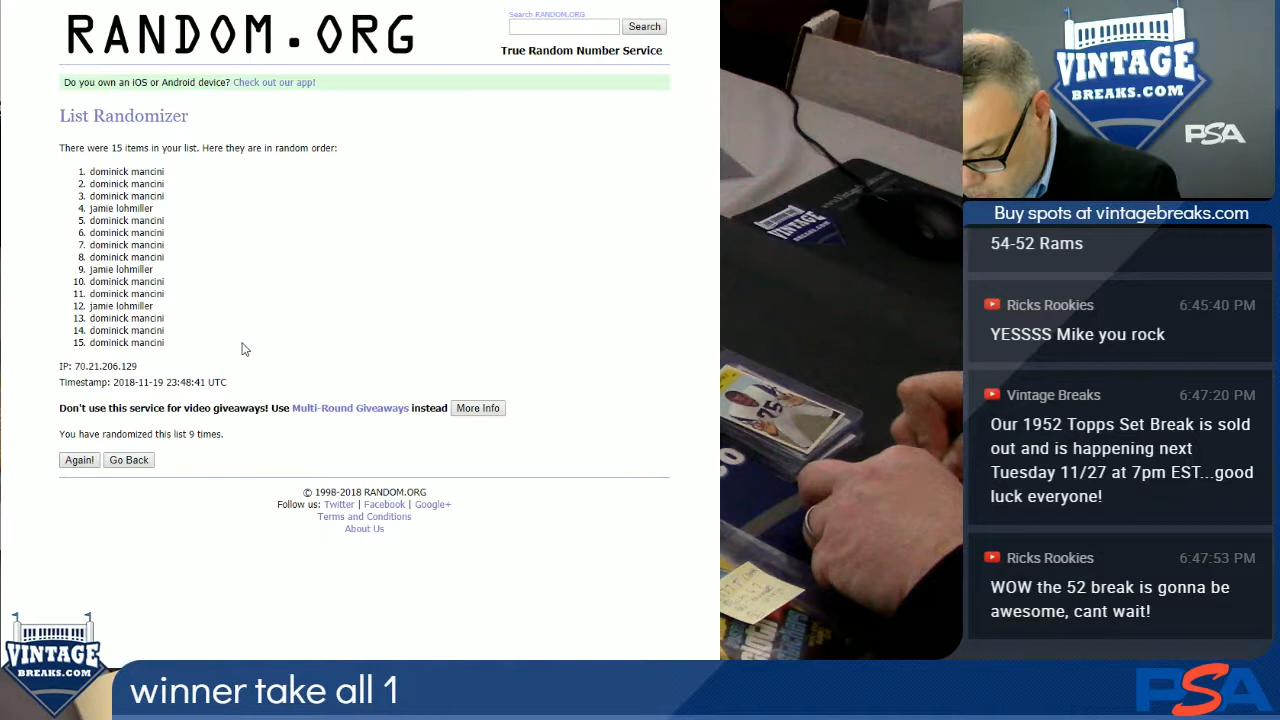 RANDOM.ORG
Search RANDOM.ORG
Search
True Random Number Service
Do you own an iOS or Android device? Check out our app!
List Randomizer
There were 15 items in your list. Here they are in random order:
1. dominick mancini
2. dominick mancini
3. dominick mancini
4. jamie lohmiller
5. dominick mancini
6. dominick mancini
7. dominick mancini
8. dominick mancini
9. jamie lohmiller
10. dominick mancini
11. dominick mancini
12. jamie lohmiller
13. dominick mancini
14. dominick mancini
15. dominick mancini
IP: 70.21.206.129
Timestamp: 2018-11-19 23:48:41 UTC
Don't use this service for video giveaways! Use Multi-Round Giveaways instead
More Info
You have randomized this list 9 times.
Again!
Go Back
© 1998-2018 RANDOM.ORG
Follow us: Twitter | Facebook | Google+
Terms and Conditions
About Us
VINTAGE
BREAKS.COM
winner take all 1
VINTAGE
75
VINTAGE
BREAKS.COM
PSA
Buy spots at vintagebreaks.com
54-52 Rams
Ricks Rookies 6:45:40 PM
YESSSS Mike you rock
Vintage Breaks 6:47:20 PM
Our 1952 Topps Set Break is sold
out and is happening next
Tuesday 11/27 at 7pm EST...good
luck everyone!
Ricks Rookies 6:47:53 PM
WOW the 52 break is gonna be
awesome, cant wait!
PSA